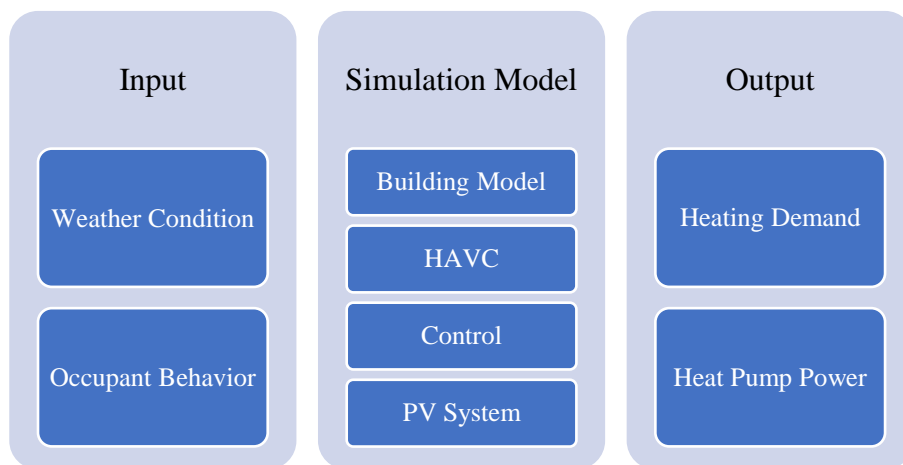 Input
Weather Condition
Occupant Behavior
Simulation Model
Building Model
HAVC
Control
PV System
Output
Heating Demand
Heat Pump Power